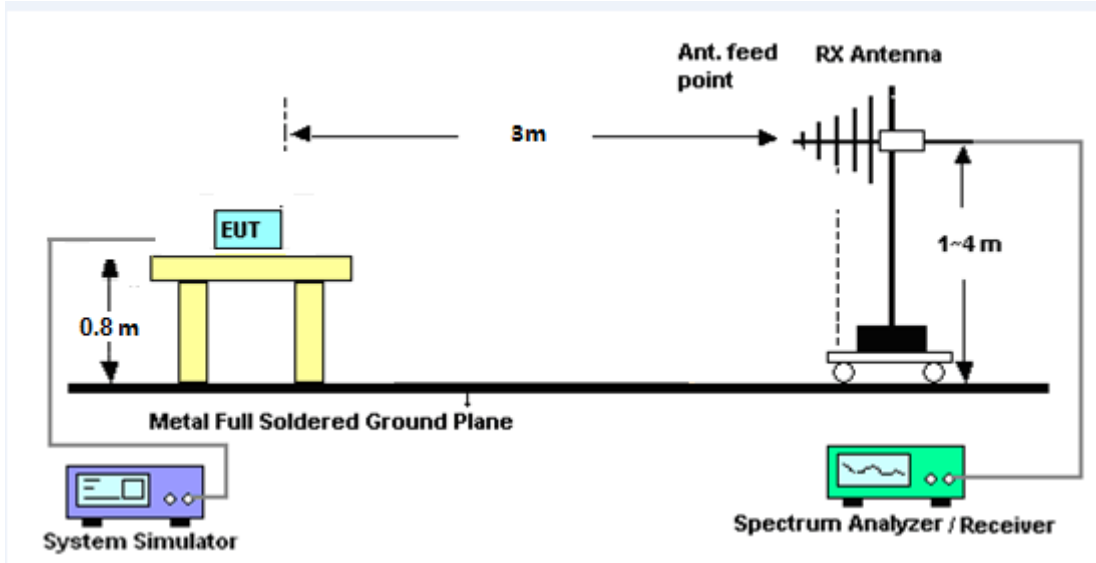 Ant. feed
point
RX Antenna
3m
EUT
1~4 m
0.8 m
Metal Full Soldered Ground Plane
System Simulator
Spectrum Analyzer / Receiver